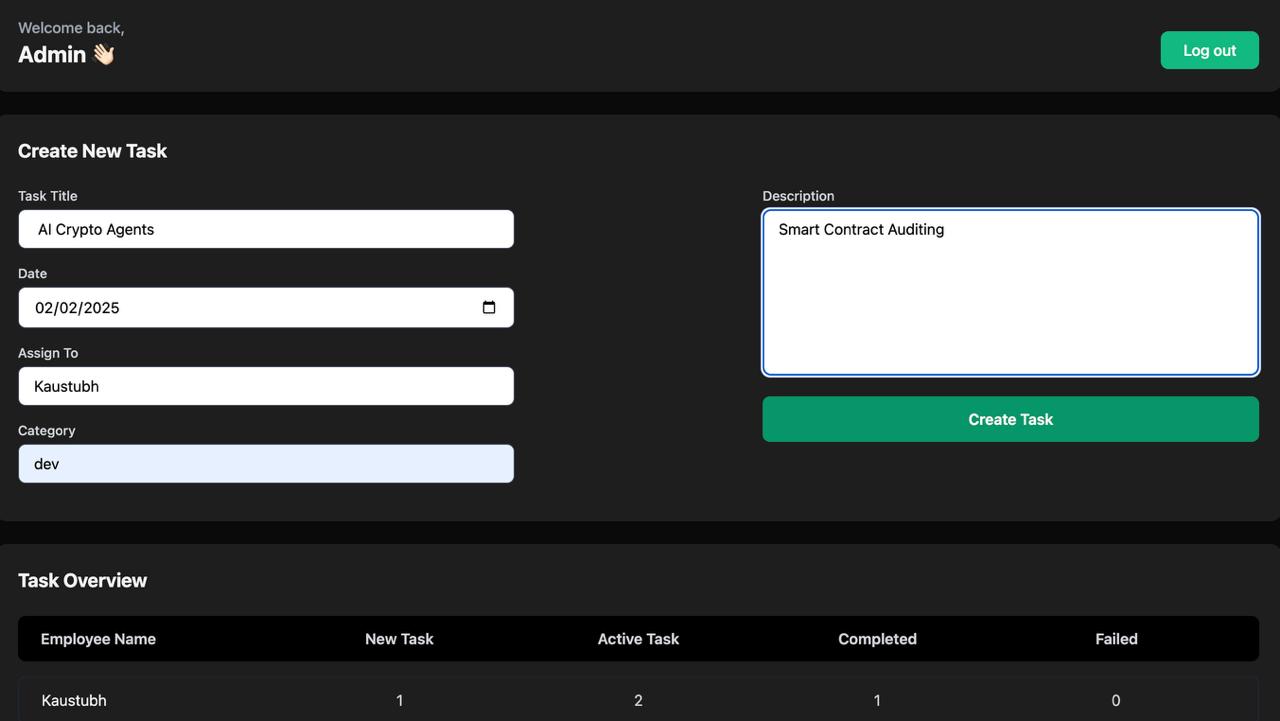 Welcome back,
Admin 👋🏻
Log out
Create New Task
Task Title
AI Crypto Agents
Date
02/02/2025
Assign To
Kaustubh
Category
dev
Description
Smart Contract Auditing
Create Task
Task Overview
Employee Name New Task Active Task Completed Failed
Kaustubh 1 2 1 0